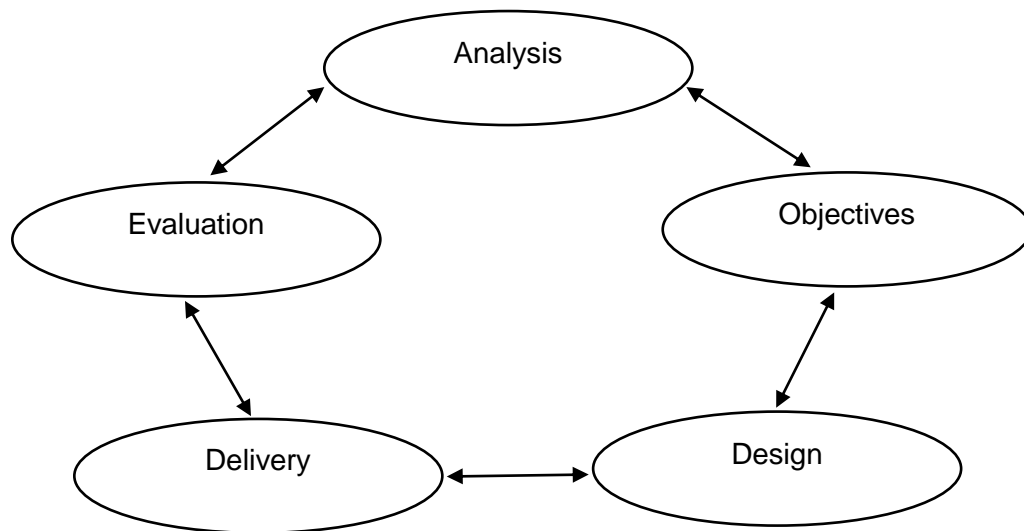 Analysis
Evaluation
Objectives
Delivery
Design